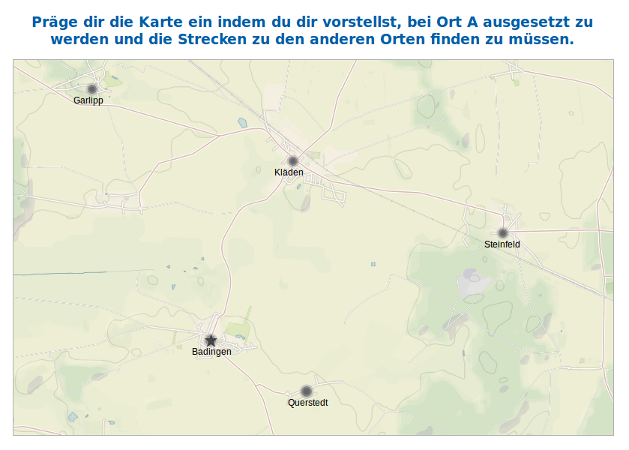 Präge dir die Karte ein indem du dir vorstellst, bei Ort A ausgesetzt zu
werden und die Strecken zu den anderen Orten finden zu müssen.
Garlipp
Kläden
Steinfeld
Badingen
Querstedt